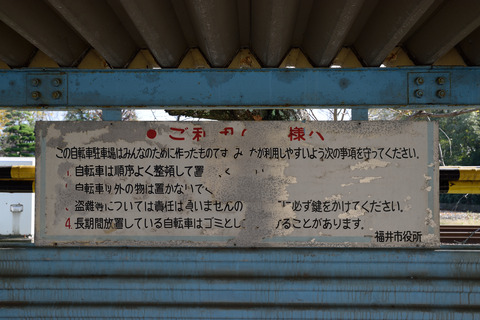 ● ご利用 様へ
この自転車駐車場はみんなのために作ったものです みなが利用しやすいよう次の事項を守ってください。
自転車は順序よく整頓して置
自転車以外の物は置かないで
盗難等については責任は負いませんの 必ず鍵をかけてください。
4. 長期間放置している自転車はゴミとし ることがあります。
福井市役所